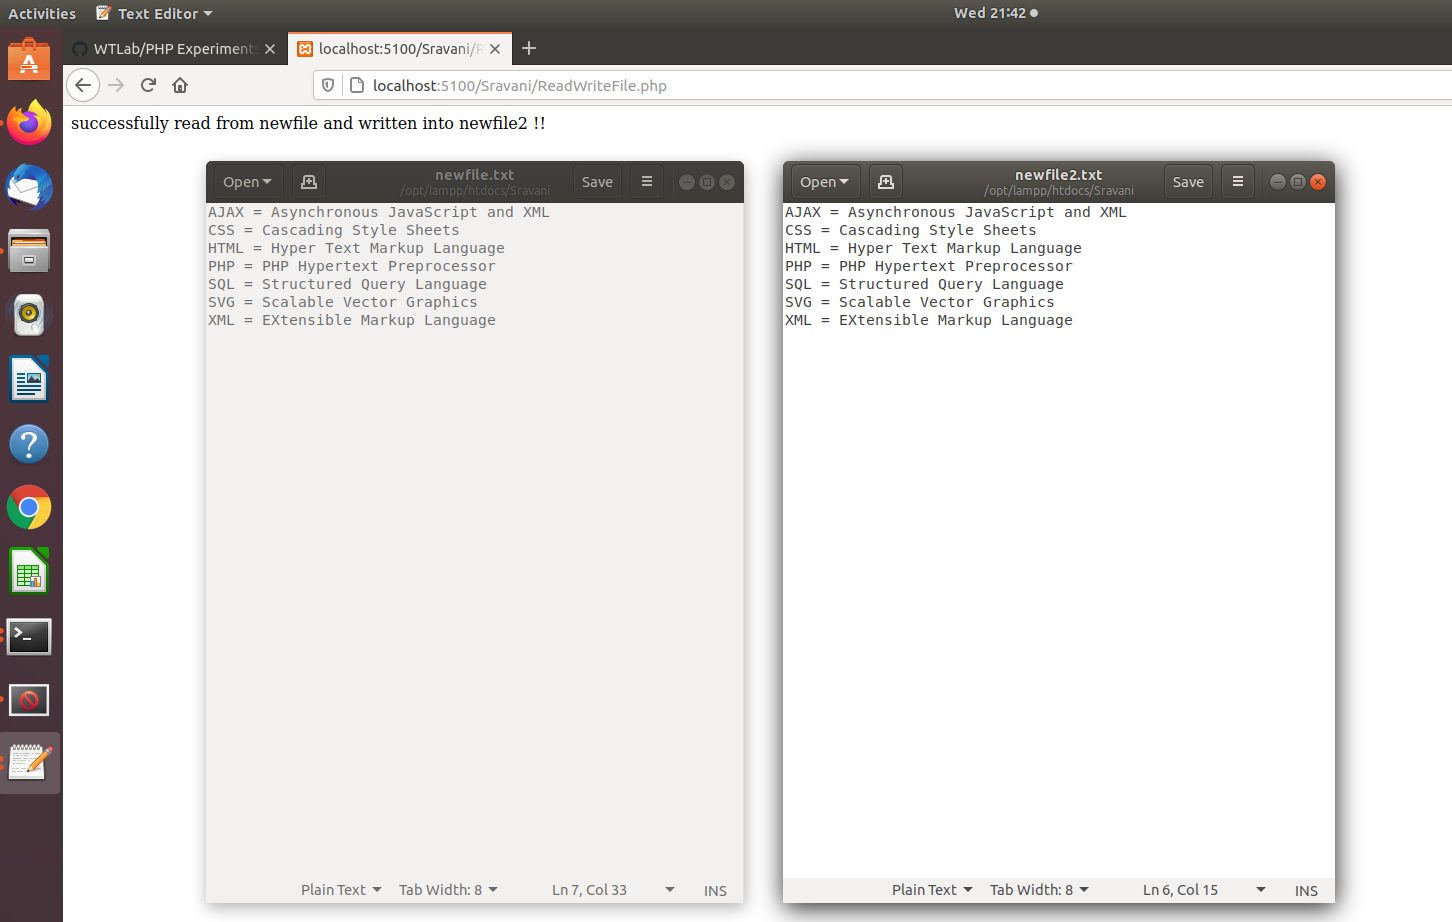 Activities
Text Editor
Wed 21:42
WTLab/PHP Experiments
localhost:5100/Sravani/R
localhost:5100/Sravani/ReadWriteFile.php
successfully read from newfile and written into newfile2 !!
Open
newfile.txt
/opt/lampp/htdocs/Sravani
Save
AJAX = Asynchronous JavaScript and XML
CSS = Cascading Style Sheets
HTML = Hyper Text Markup Language
PHP = PHP Hypertext Preprocessor
SQL = Structured Query Language
SVG = Scalable Vector Graphics
XML = EXtensible Markup Language
Plain Text Tab Width: 8 Ln 7, Col 33 INS
Open
newfile2.txt
/opt/lampp/htdocs/Sravani
Save
AJAX = Asynchronous JavaScript and XML
CSS = Cascading Style Sheets
HTML = Hyper Text Markup Language
PHP = PHP Hypertext Preprocessor
SQL = Structured Query Language
SVG = Scalable Vector Graphics
XML = EXtensible Markup Language
Plain Text Tab Width: 8 Ln 6, Col 15 INS